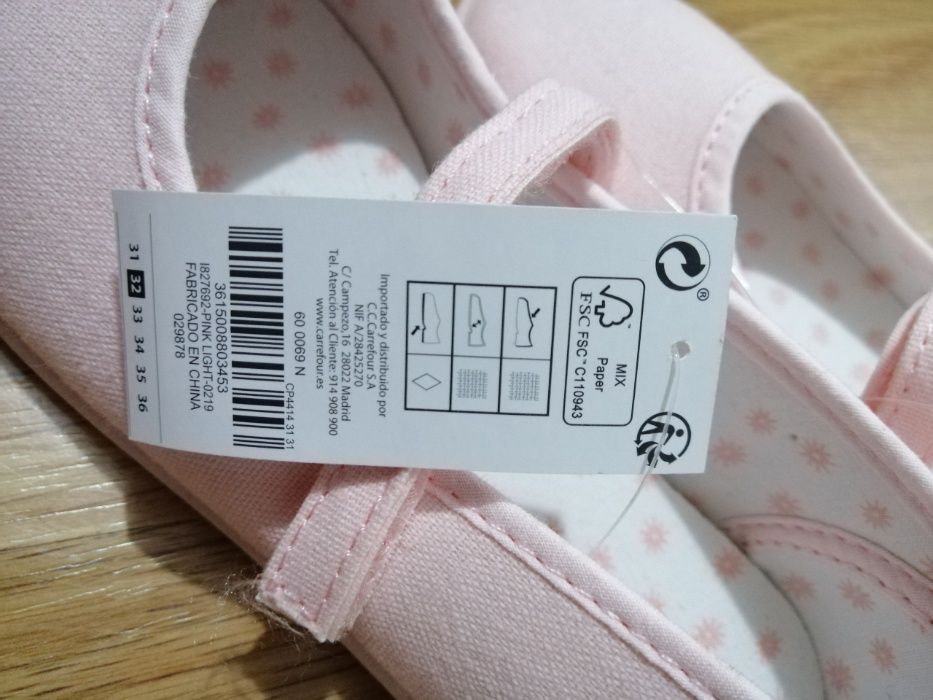 ®
MIX
Paper
FSC FSC™ C110943
Importado y distribuido por
C.C.Carrefour S.A
NIF A/28425270
C/ Campezo,16 28022 Madrid
Tel. Atención al Cliente: 914 908 900
www.carrefour.es
60 0069 N
CP4414 31 31
3615008803453
I827692-PINK LIGHT-0219
FABRICADO EN CHINA
029878
31 32 33 34 35 36